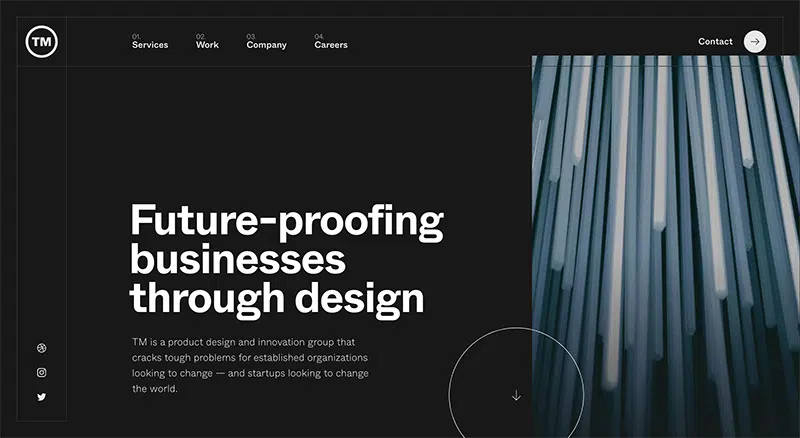 TM
01.
Services
02.
Work
03.
Company
04.
Careers
Contact
Future-proofing
businesses
through design
TM is a product design and innovation group that
cracks tough problems for established organizations
looking to change — and startups looking to change
the world.